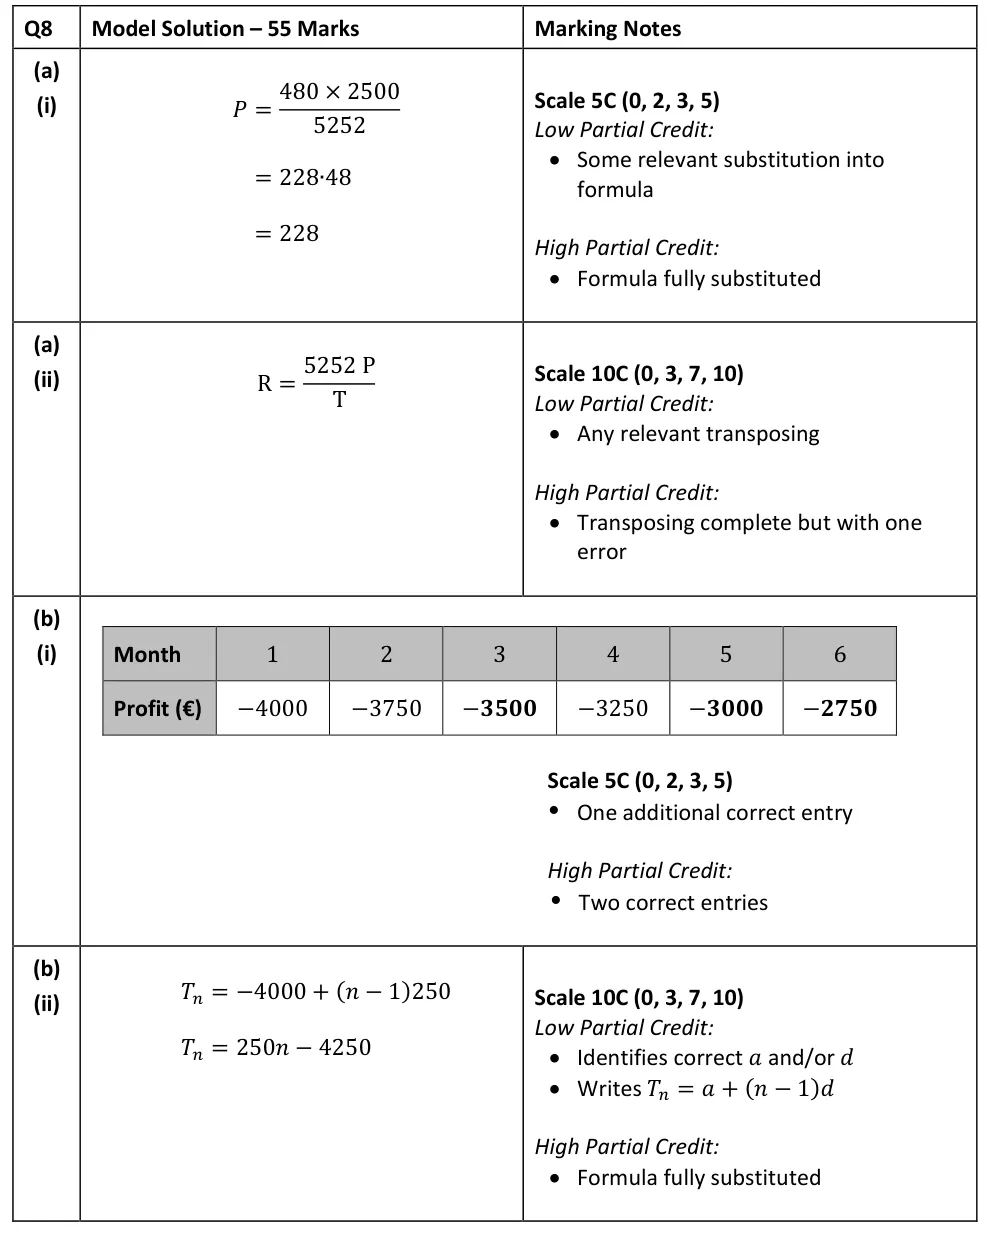 Q8 Model Solution – 55 Marks Marking Notes
(a)
(i)
P = 480 × 2500 / 5252
= 228·48
= 228
Scale 5C (0, 2, 3, 5)
Low Partial Credit:
• Some relevant substitution into
formula
High Partial Credit:
• Formula fully substituted
(a)
(ii)
R = 5252 P / T
Scale 10C (0, 3, 7, 10)
Low Partial Credit:
• Any relevant transposing
High Partial Credit:
• Transposing complete but with one
error
(b)
(i)
Month 1 2 3 4 5 6
Profit (€) −4000 −3750 −3500 −3250 −3000 −2750
Scale 5C (0, 2, 3, 5)
• One additional correct entry
High Partial Credit:
• Two correct entries
(b)
(ii)
Tₙ = −4000 + (n − 1)250
Tₙ = 250n − 4250
Scale 10C (0, 3, 7, 10)
Low Partial Credit:
• Identifies correct a and/or d
• Writes Tₙ = a + (n − 1)d
High Partial Credit:
• Formula fully substituted